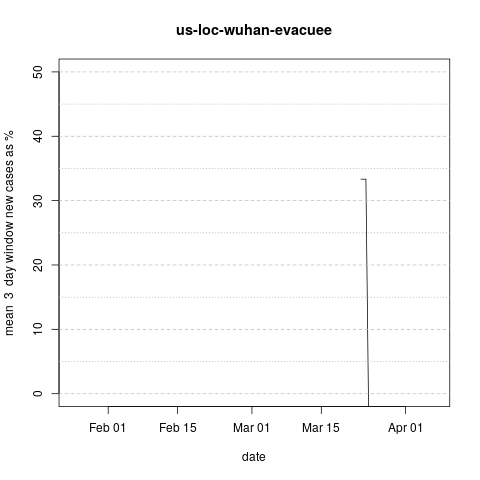 us-loc-wuhan-evacuee
mean 3 day window new cases as %
50
40
30
20
10
0
Feb 01 Feb 15 Mar 01 Mar 15 Apr 01
date